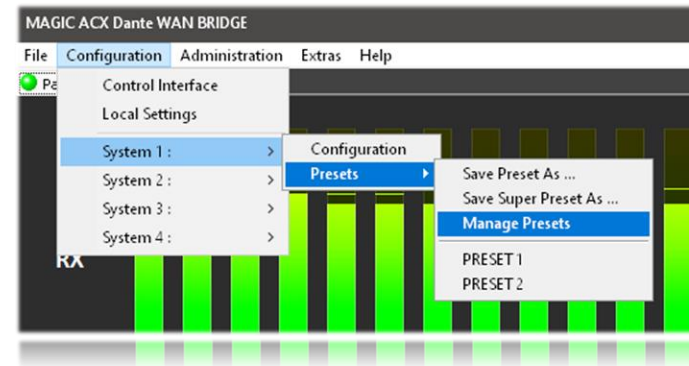 MAGIC ACX Dante WAN BRIDGE
File Configuration Administration Extras Help
Pa
Control Interface
Local Settings
System 1 : > Configuration
Presets
Save Preset As ...
System 2 : >
Save Super Preset As ...
System 3 : >
Manage Presets
System 4 : >
PRESET 1
RX
PRESET 2